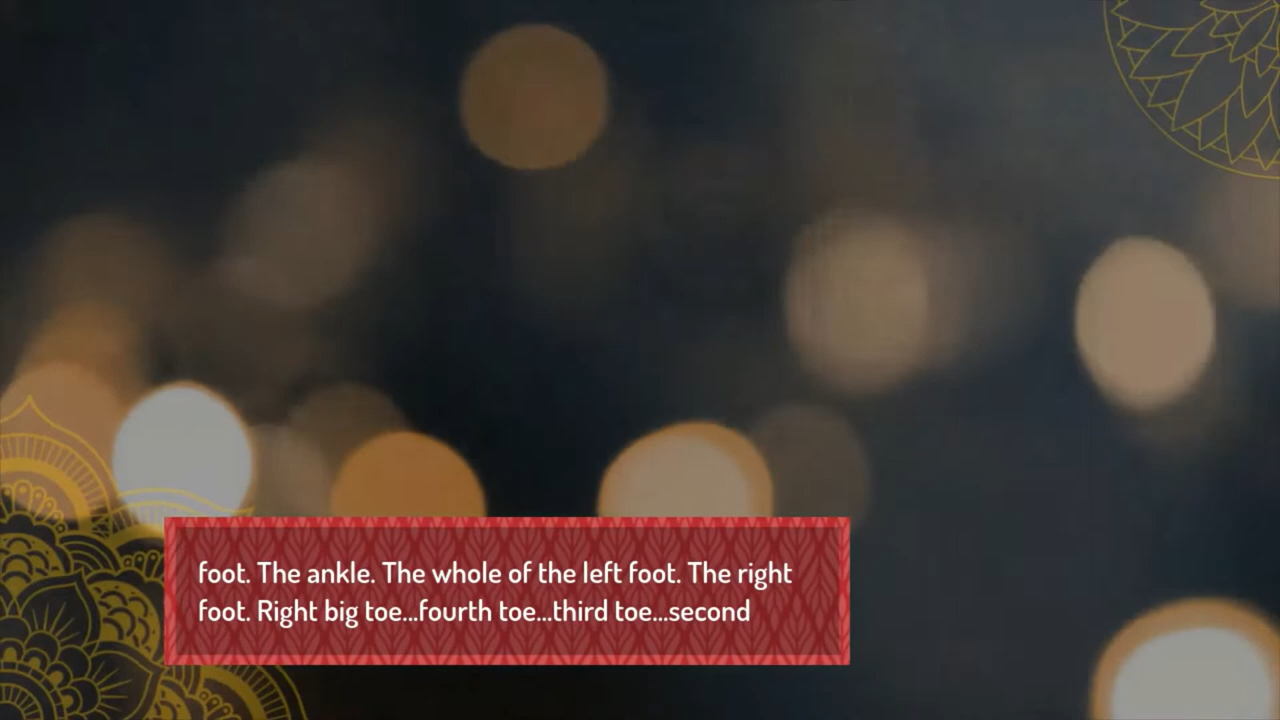 foot. The ankle. The whole of the left foot. The right
foot. Right big toe...fourth toe...third toe...second